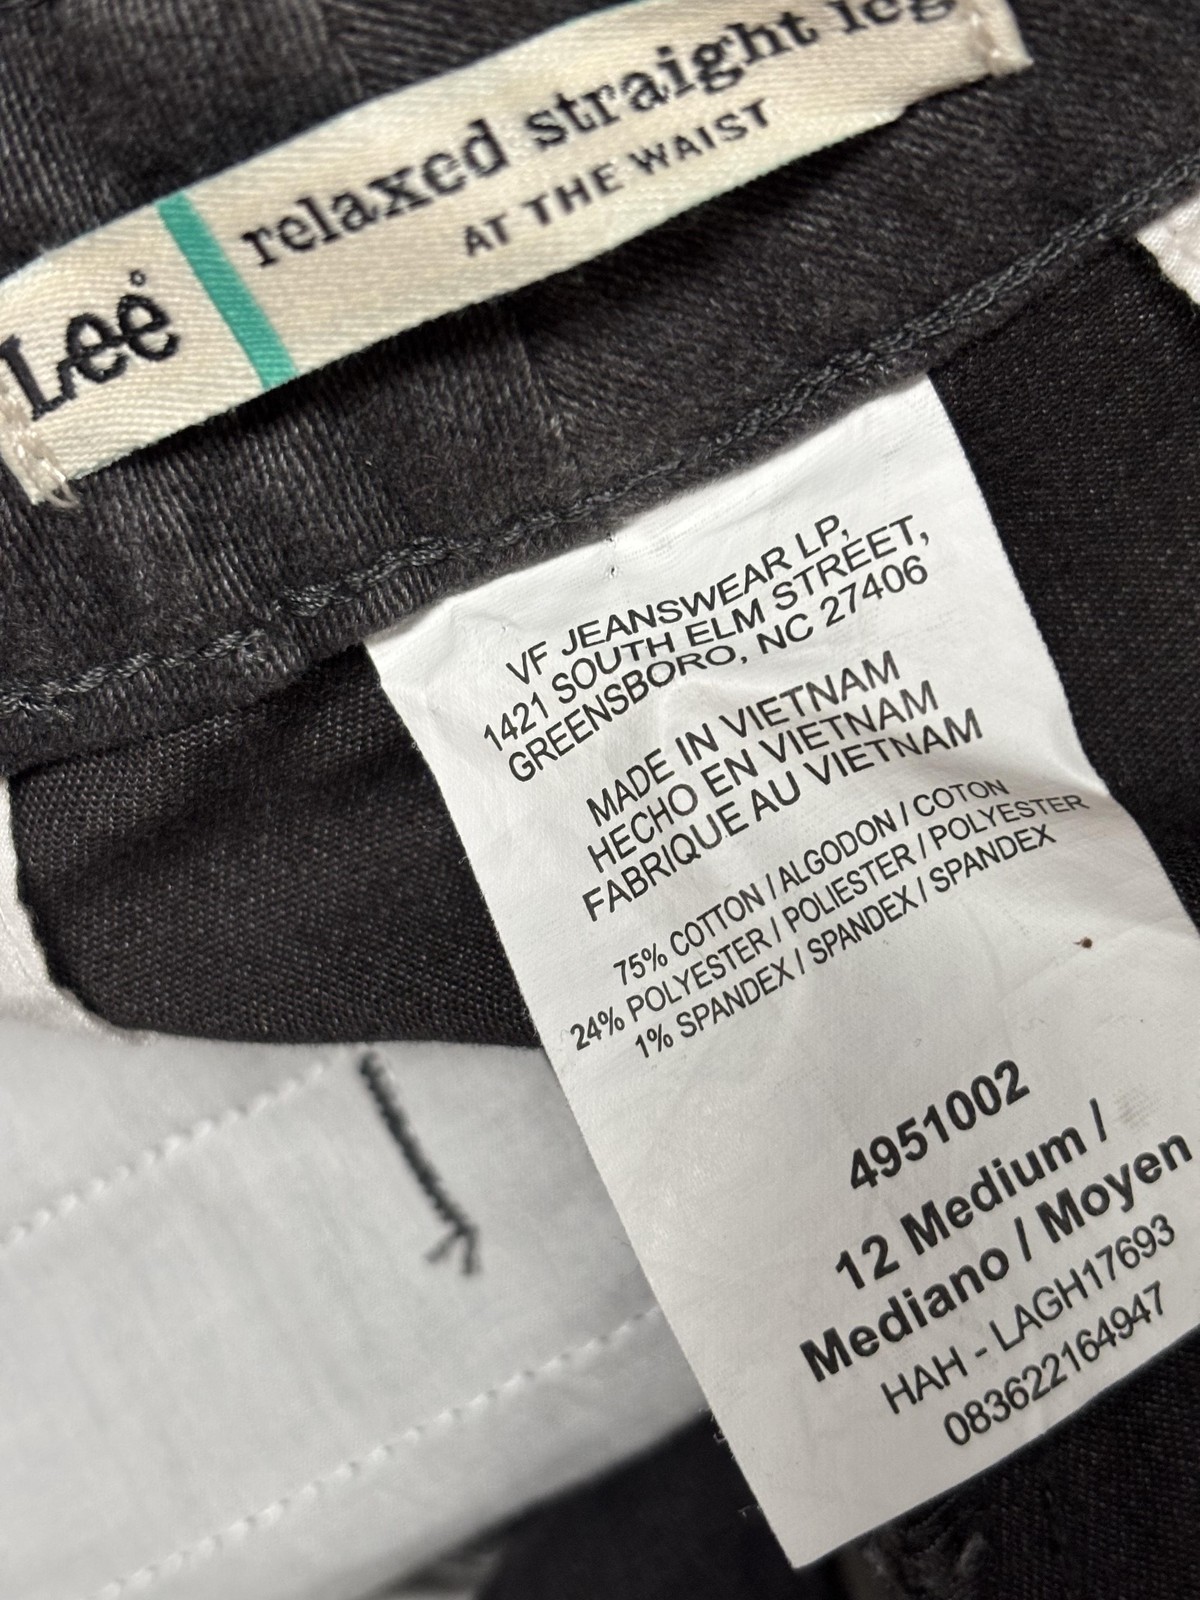 Lee
relaxed straight leg
AT THE WAIST
VF JEANSWEAR LP,
1421 SOUTH ELM STREET,
GREENSBORO, NC 27406
MADE IN VIETNAM
HECHO EN VIETNAM
FABRIQUE AU VIETNAM
75% COTTON / ALGODON / COTON
24% POLYESTER / POLIESTER / POLYESTER
1% SPANDEX / SPANDEX / SPANDEX
4951002
12 Medium /
Mediano / Moyen
HAH - LAGH17693
083622164947